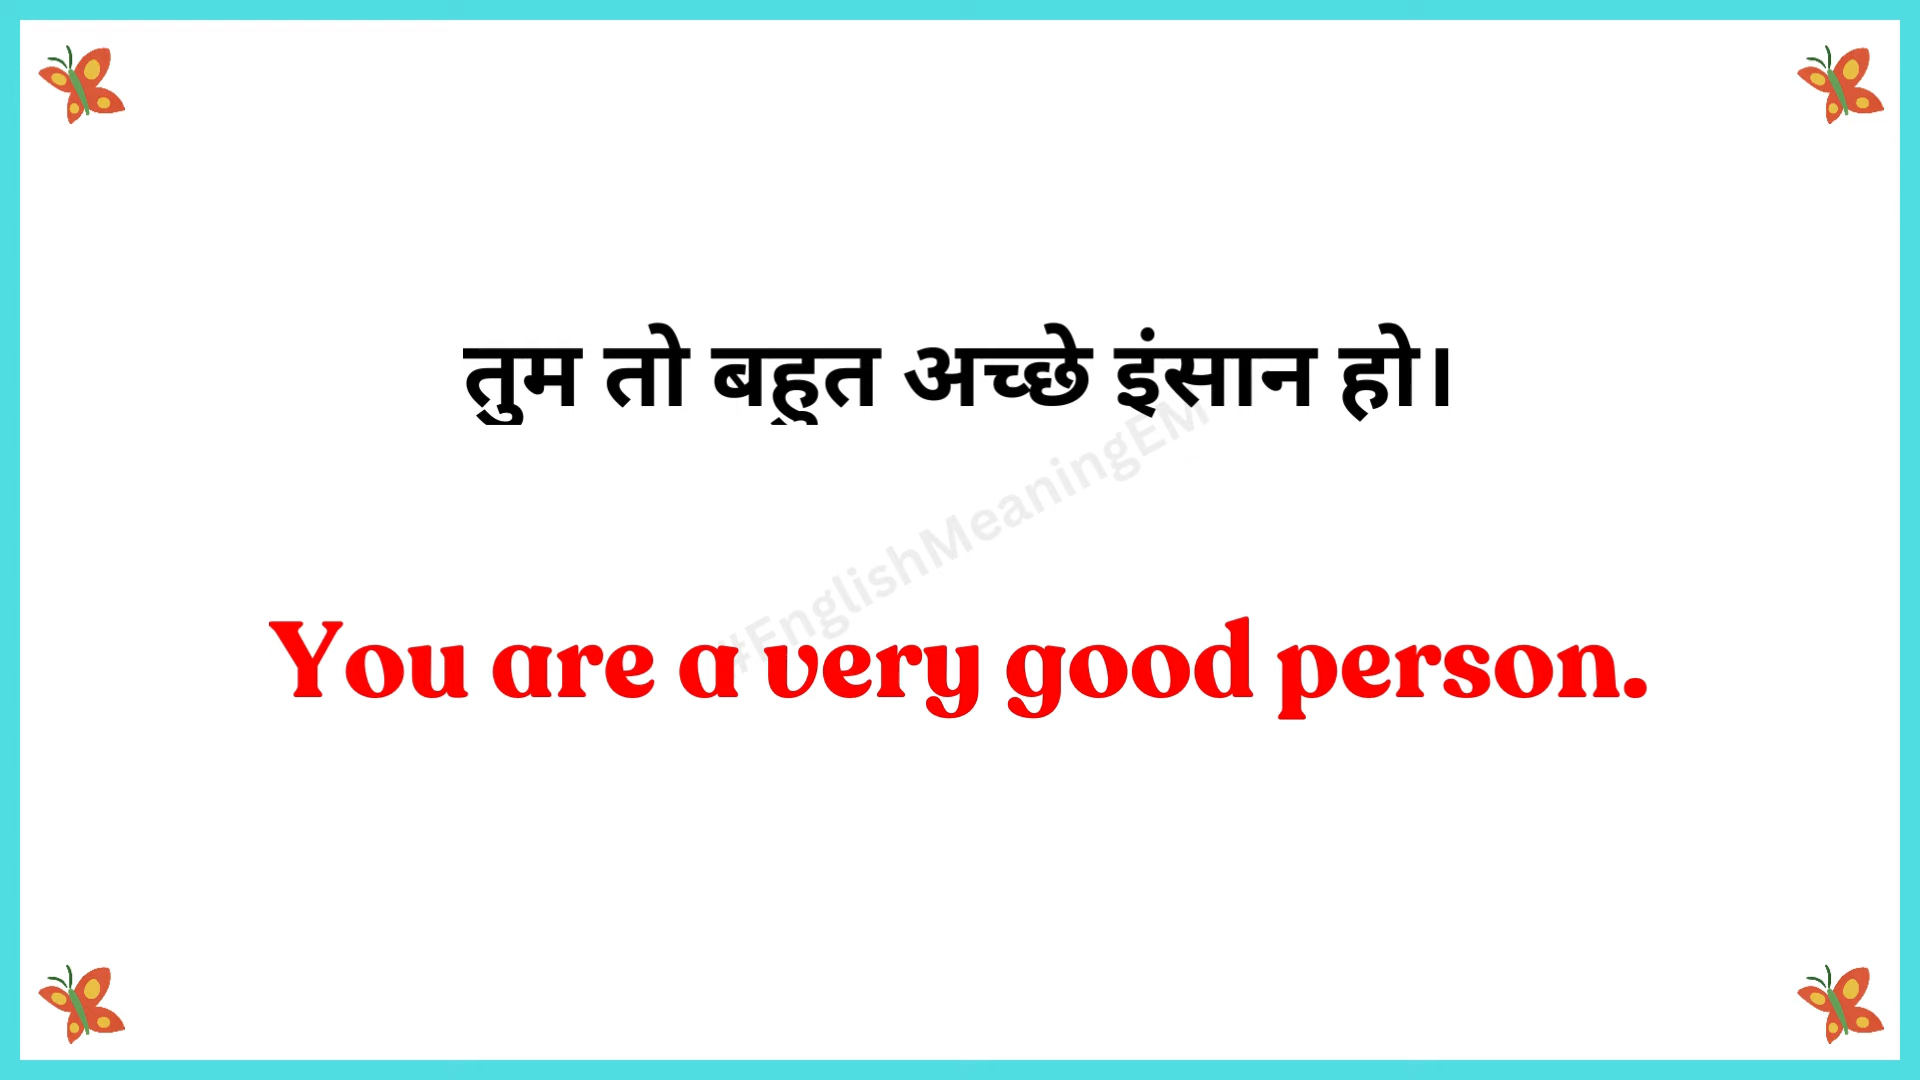 तुम तो बहुत अच्छे इंसान हो।
#EnglishMeaningEM
You are a very good person.